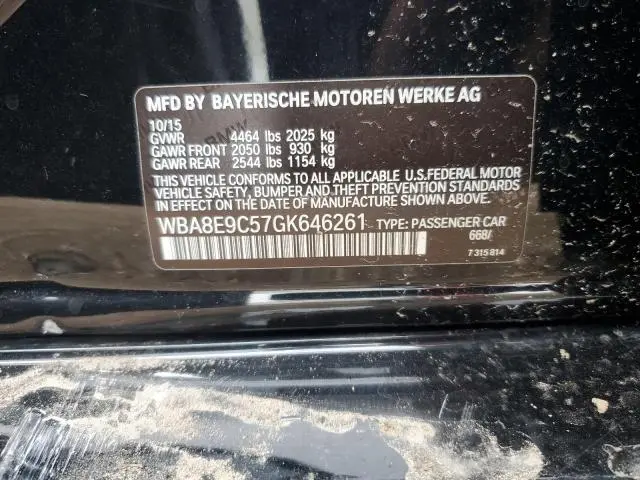 MFD BY BAYERISCHE MOTOREN WERKE AG
10/15
GVWR 4464 lbs 2025 kg
GAWR FRONT 2050 lbs 930 kg
GAWR REAR 2544 lbs 1154 kg
THIS VEHICLE CONFORMS TO ALL APPLICABLE U.S.FEDERAL MOTOR
VEHICLE SAFETY, BUMPER AND THEFT PREVENTION STANDARDS
IN EFFECT ON THE DATE OF MANUFACTURE SHOWN ABOVE.
WBA8E9C57GK646261 TYPE: PASSENGER CAR
668/
7 315 814